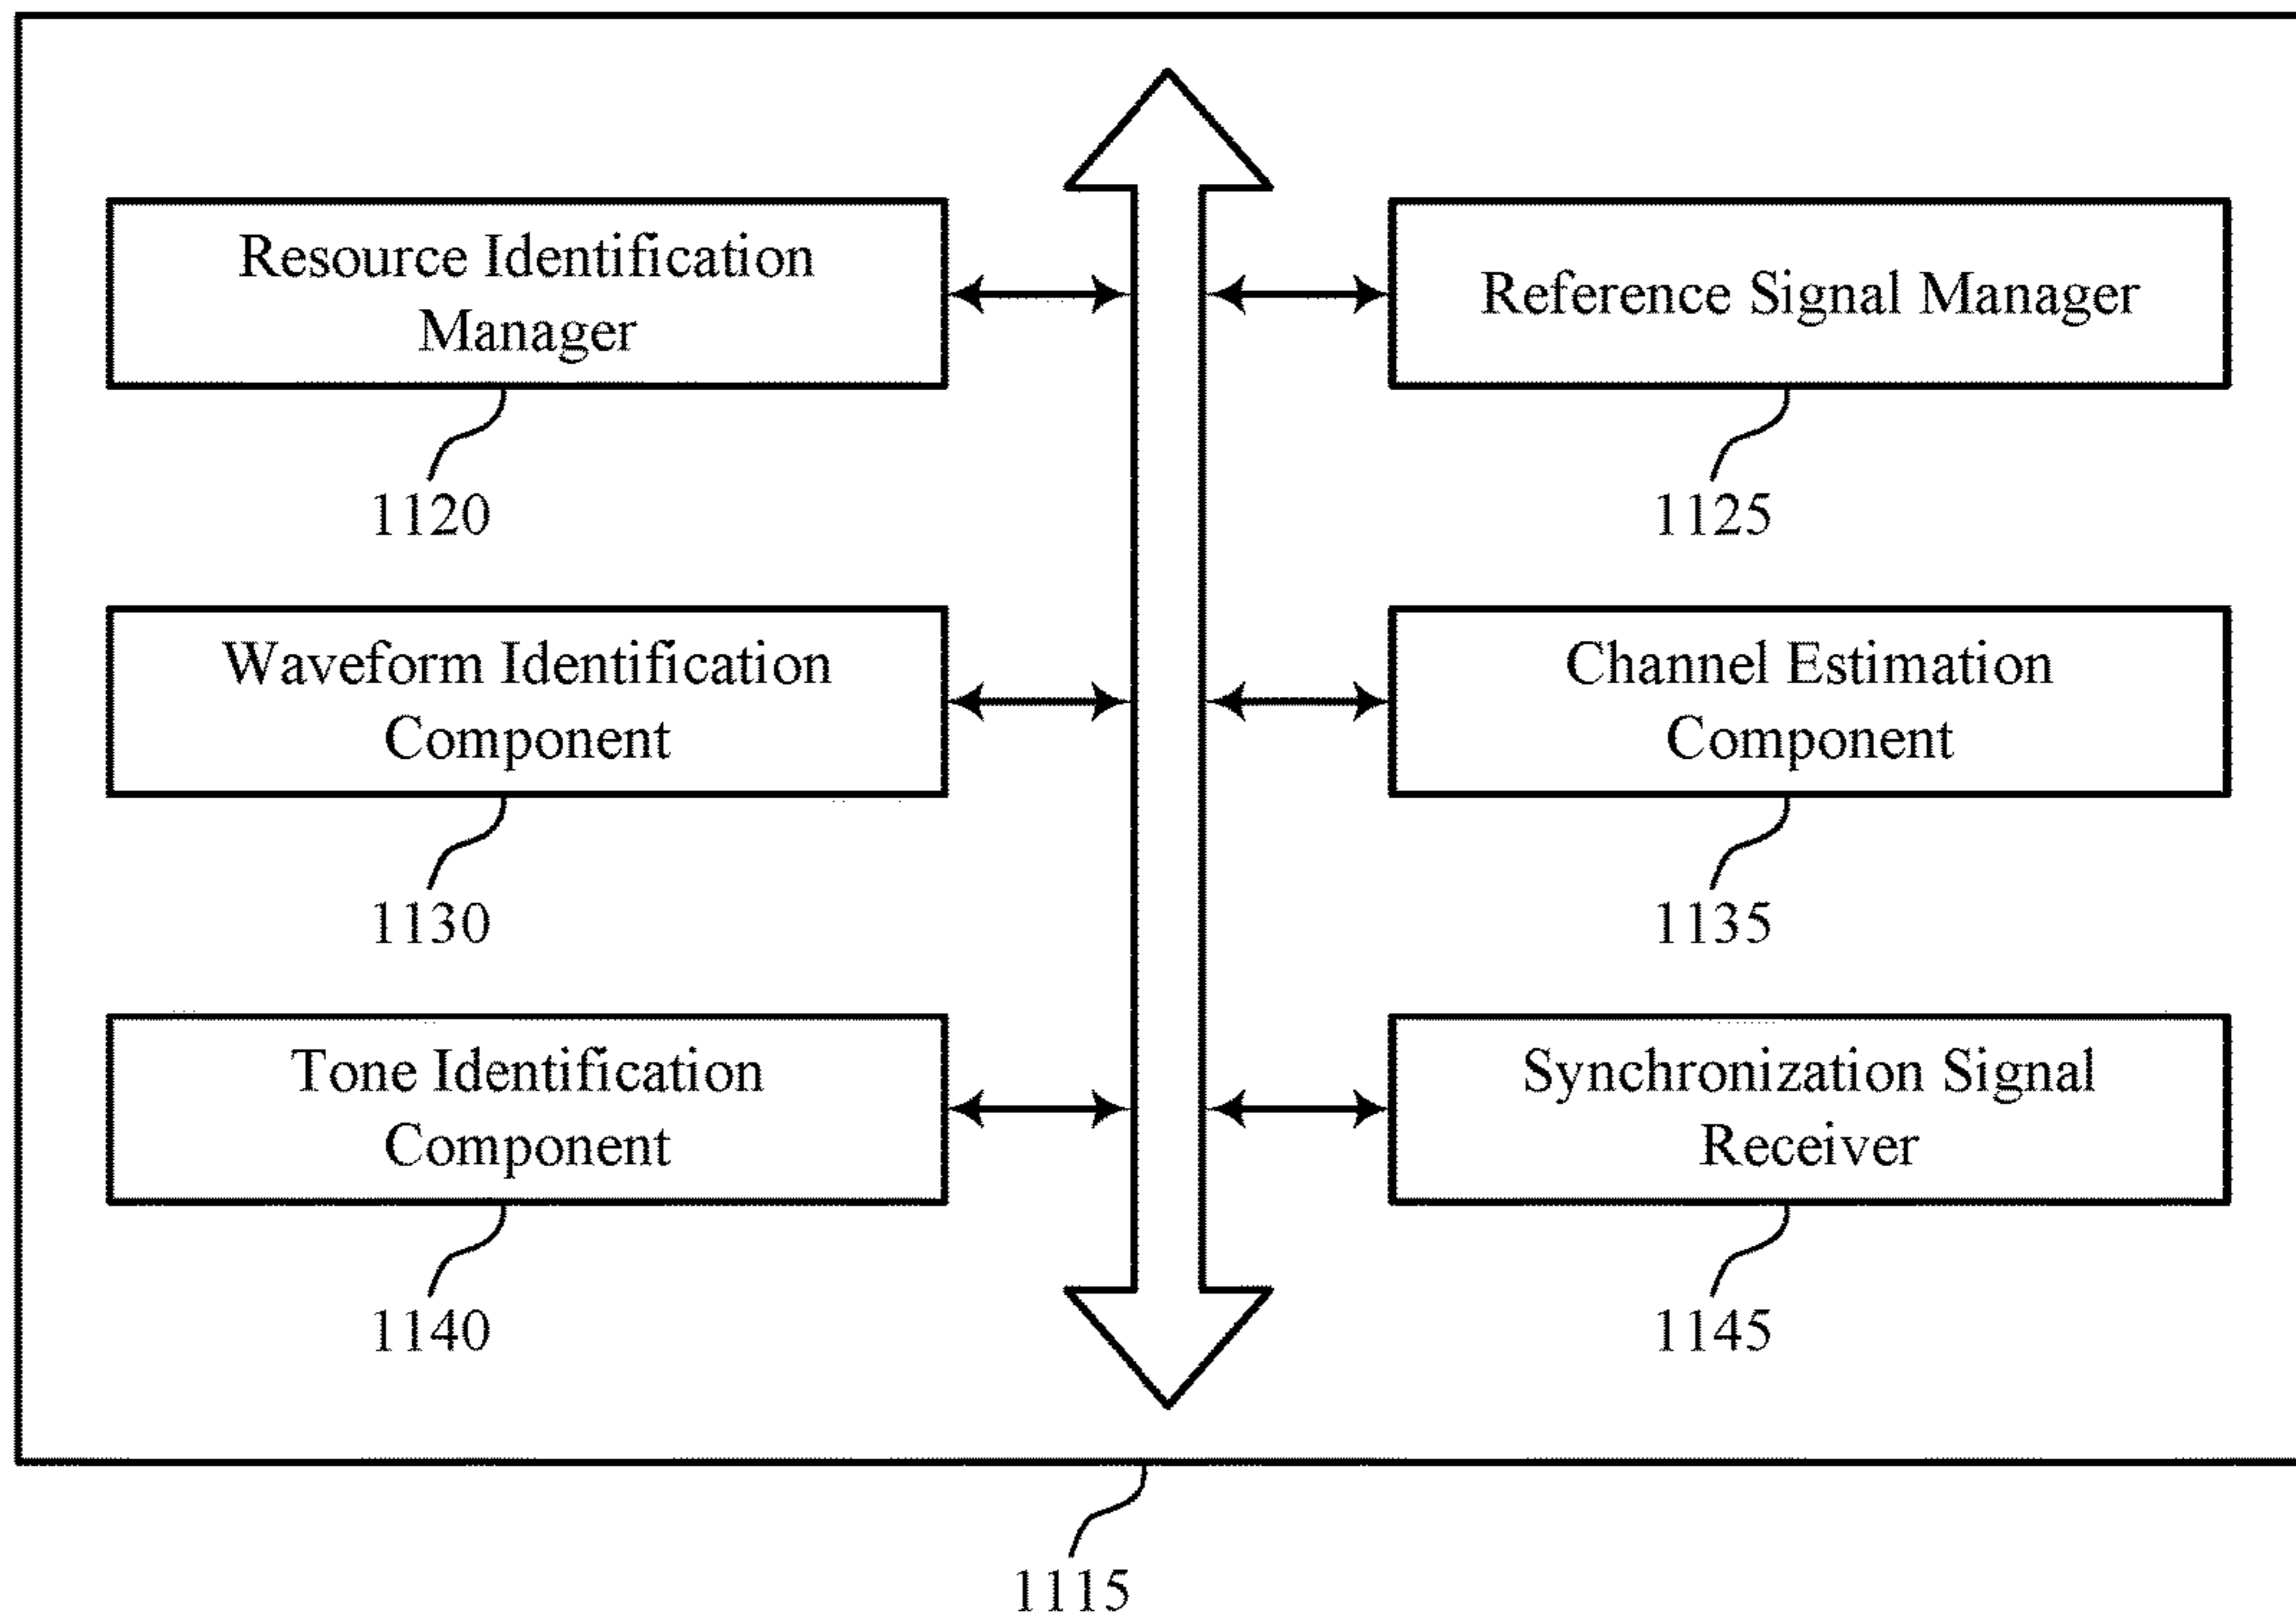 Resource Identification
Manager
1120
Reference Signal Manager
1125
Waveform Identification
Component
1130
Channel Estimation
Component
1135
Tone Identification
Component
1140
Synchronization Signal
Receiver
1145
1115